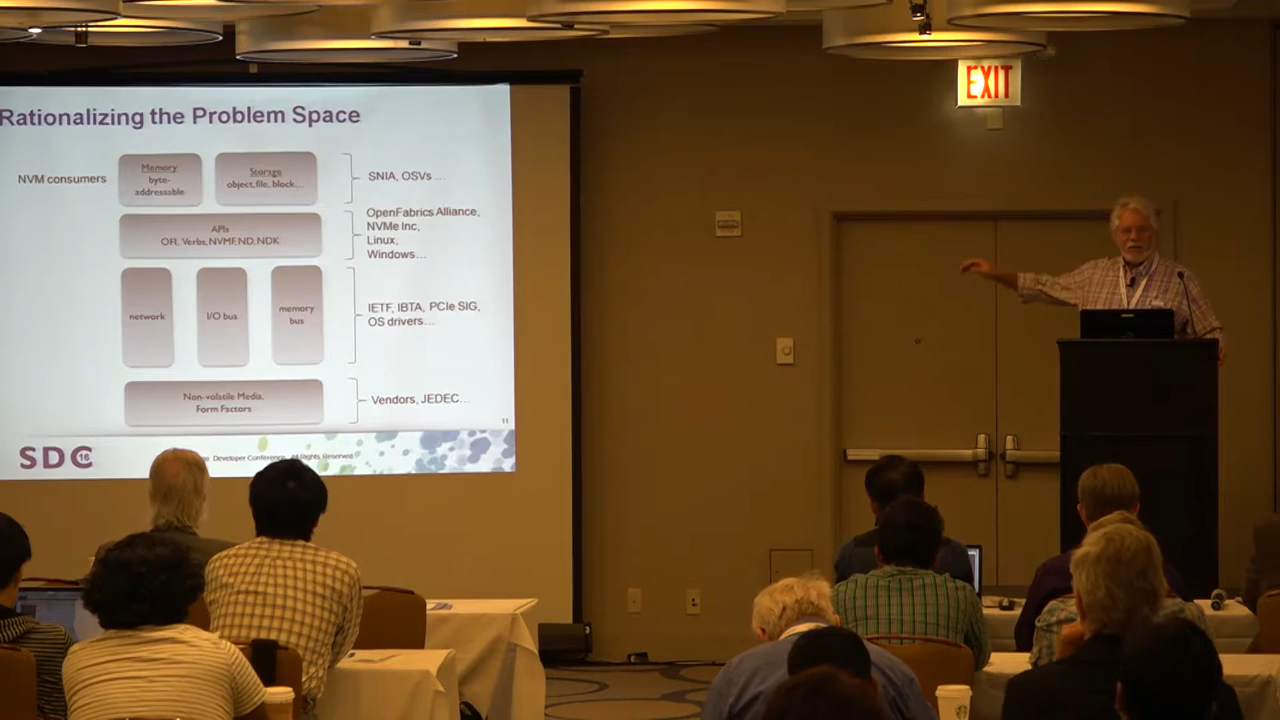 EXIT
Rationalizing the Problem Space
NVM consumers
Memory
byte-
addressable
Storage
object, file, block...
SNIA, OSVs ...
APIs
OFI, Verbs, NVMF, ND, NDK
OpenFabrics Alliance,
NVMe Inc,
Linux,
Windows...
network
I/O bus
memory
bus
IETF, IBTA, PCIe SIG,
OS drivers...
Non-volatile Media,
Form Factors
Vendors, JEDEC...
11
SDC 16
Developer Conference. All Rights Reserved.